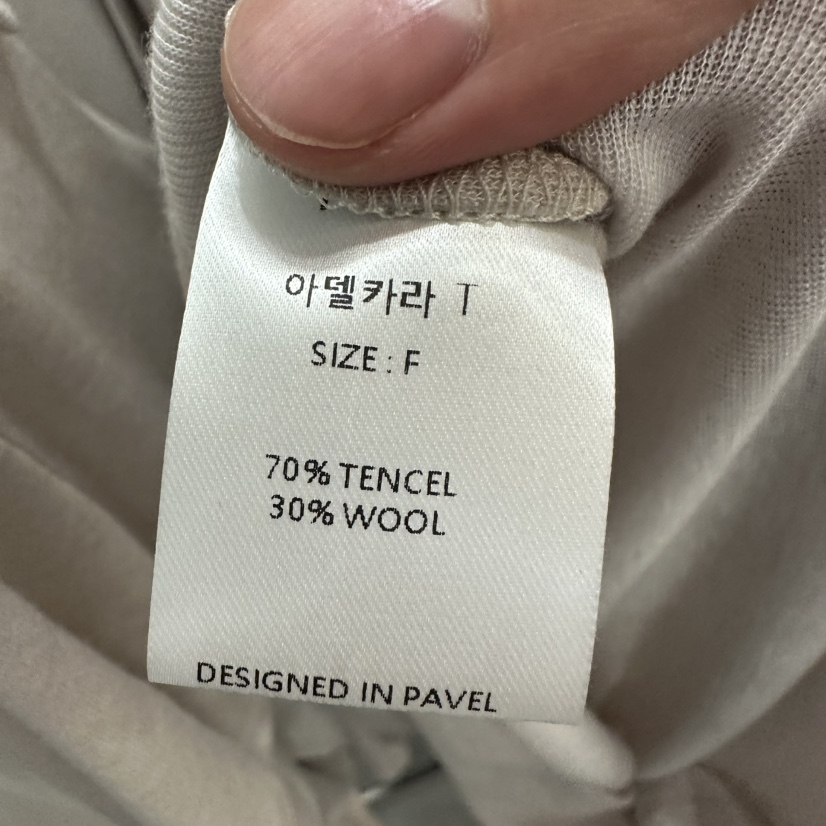 아델카라 T
SIZE : F
70% TENCEL
30% WOOL
DESIGNED IN PAVEL